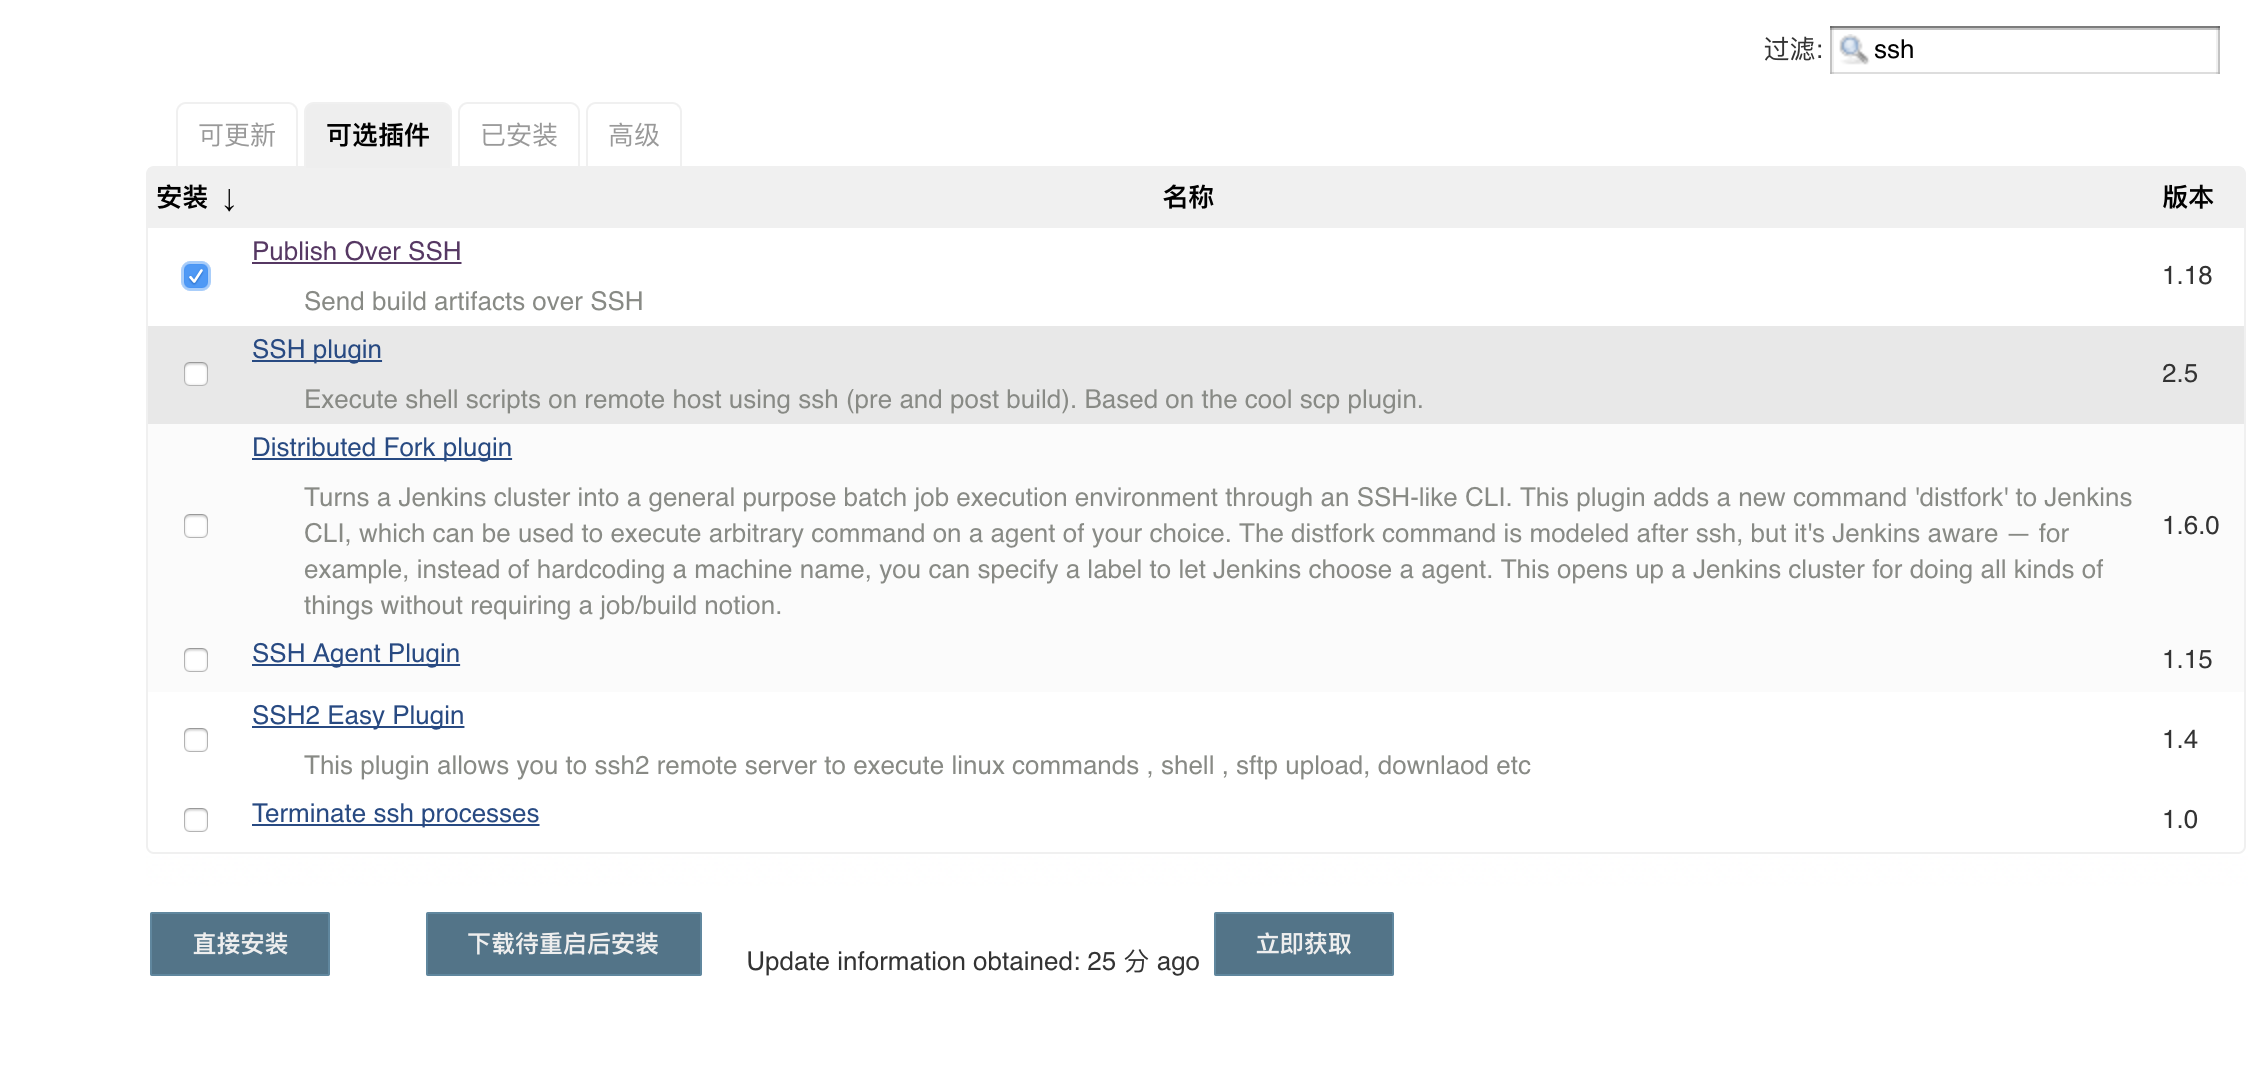 过滤: ssh
可更新 可选插件 已安装 高级
安装 ↓ 名称 版本
Publish Over SSH
Send build artifacts over SSH
1.18
SSH plugin
Execute shell scripts on remote host using ssh (pre and post build). Based on the cool scp plugin.
2.5
Distributed Fork plugin
Turns a Jenkins cluster into a general purpose batch job execution environment through an SSH-like CLI. This plugin adds a new command 'distfork' to Jenkins
CLI, which can be used to execute arbitrary command on a agent of your choice. The distfork command is modeled after ssh, but it's Jenkins aware — for
example, instead of hardcoding a machine name, you can specify a label to let Jenkins choose a agent. This opens up a Jenkins cluster for doing all kinds of
things without requiring a job/build notion.
1.6.0
SSH Agent Plugin
1.15
SSH2 Easy Plugin
This plugin allows you to ssh2 remote server to execute linux commands , shell , sftp upload, downlaod etc
1.4
Terminate ssh processes
1.0
直接安装 下载待重启后安装 Update information obtained: 25 分 ago 立即获取